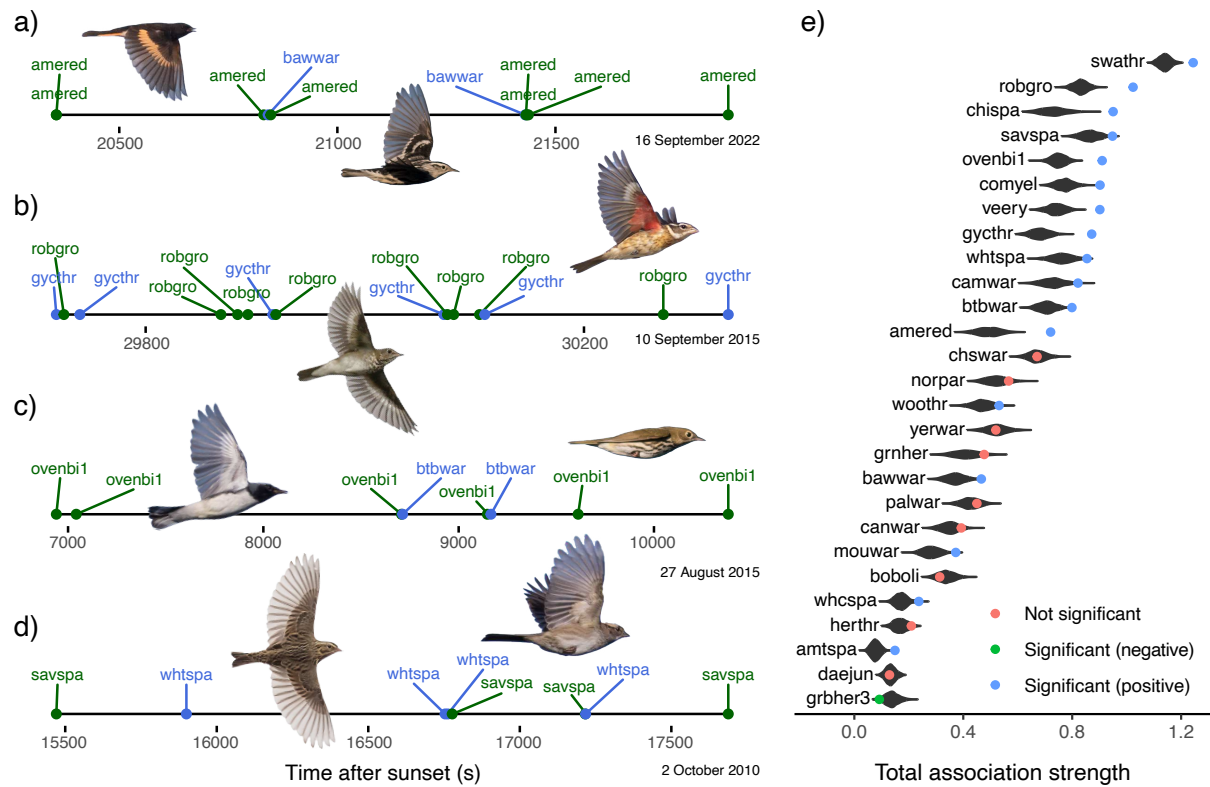 a)
amered
amered
amered
bawwar
amered
bawwar
amered
amered
amered
amered
20500
21000
21500
16 September 2022
b)
robgro
gycthr
gycthr
robgro
robgro
robgro
gycthr
robgro
robgro
gycthr
robgro
robgro
gycthr
robgro
gycthr
29800
30200
10 September 2015
c)
ovenbi1
ovenbi1
ovenbi1
btbwar
ovenbi1
btbwar
ovenbi1
ovenbi1
7000
8000
9000
10000
27 August 2015
d)
savspa
whtspa
whtspa
whtspa
savspa
savspa
whtspa
savspa
15500
16000
16500
17000
17500
Time after sunset (s)
2 October 2010
e)
swathr
robgro
chispa
savspa
ovenbi1
comyel
veery
gycthr
whtspa
camwar
btbwar
amered
chswar
norpar
woothr
yerwar
grnher
bawwar
palwar
canwar
mouwar
boboli
whcspa
herthr
amtspa
daejun
grbher3
Not significant
Significant (negative)
Significant (positive)
0.0
0.4
0.8
1.2
Total association strength